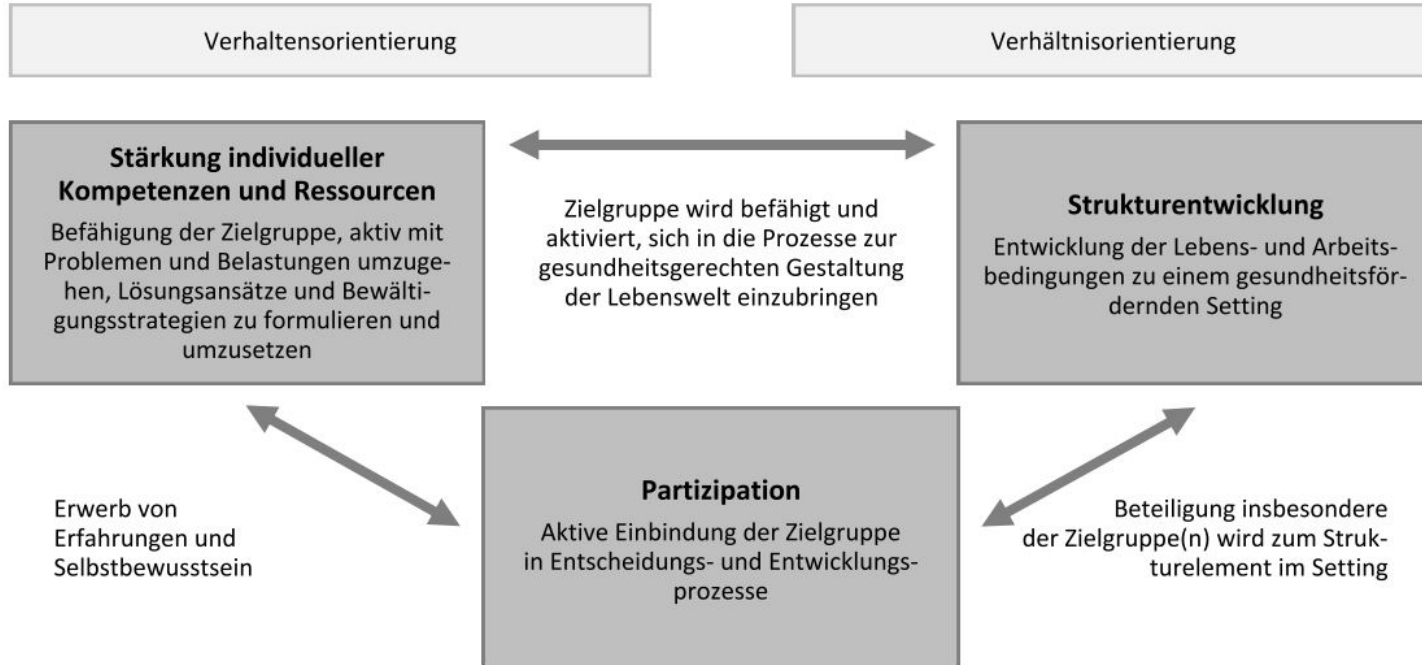 Verhaltensorientierung
Verhältnisorientierung
Stärkung individueller
Kompetenzen und Ressourcen
Befähigung der Zielgruppe, aktiv mit
Problemen und Belastungen umzuge-
hen, Lösungsansätze und Bewälti-
gungsstrategien zu formulieren und
umzusetzen
Zielgruppe wird befähigt und
aktiviert, sich in die Prozesse zur
gesundheitsgerechten Gestaltung
der Lebenswelt einzubringen
Strukturentwicklung
Entwicklung der Lebens- und Arbeits-
bedingungen zu einem gesundheitsför-
dernden Setting
Erwerb von
Erfahrungen und
Selbstbewusstsein
Partizipation
Aktive Einbindung der Zielgruppe
in Entscheidungs- und Entwicklungs-
prozesse
Beteiligung insbesondere
der Zielgruppe(n) wird zum Struk-
turelement im Setting